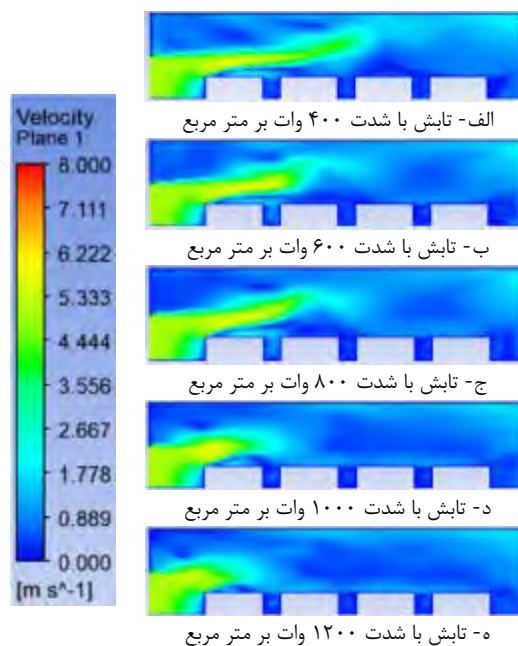 Velocity
Plane 1
8.000
7.111
6.222
5.333
4.444
3.556
2.667
1.778
0.889
0.000
[m s^-1]
الف- تابش با شدت ۴۰۰ وات بر متر مربع
ب- تابش با شدت ۶۰۰ وات بر متر مربع
ج- تابش با شدت ۸۰۰ وات بر متر مربع
د- تابش با شدت ۱۰۰۰ وات بر متر مربع
ه- تابش با شدت ۱۲۰۰ وات بر متر مربع